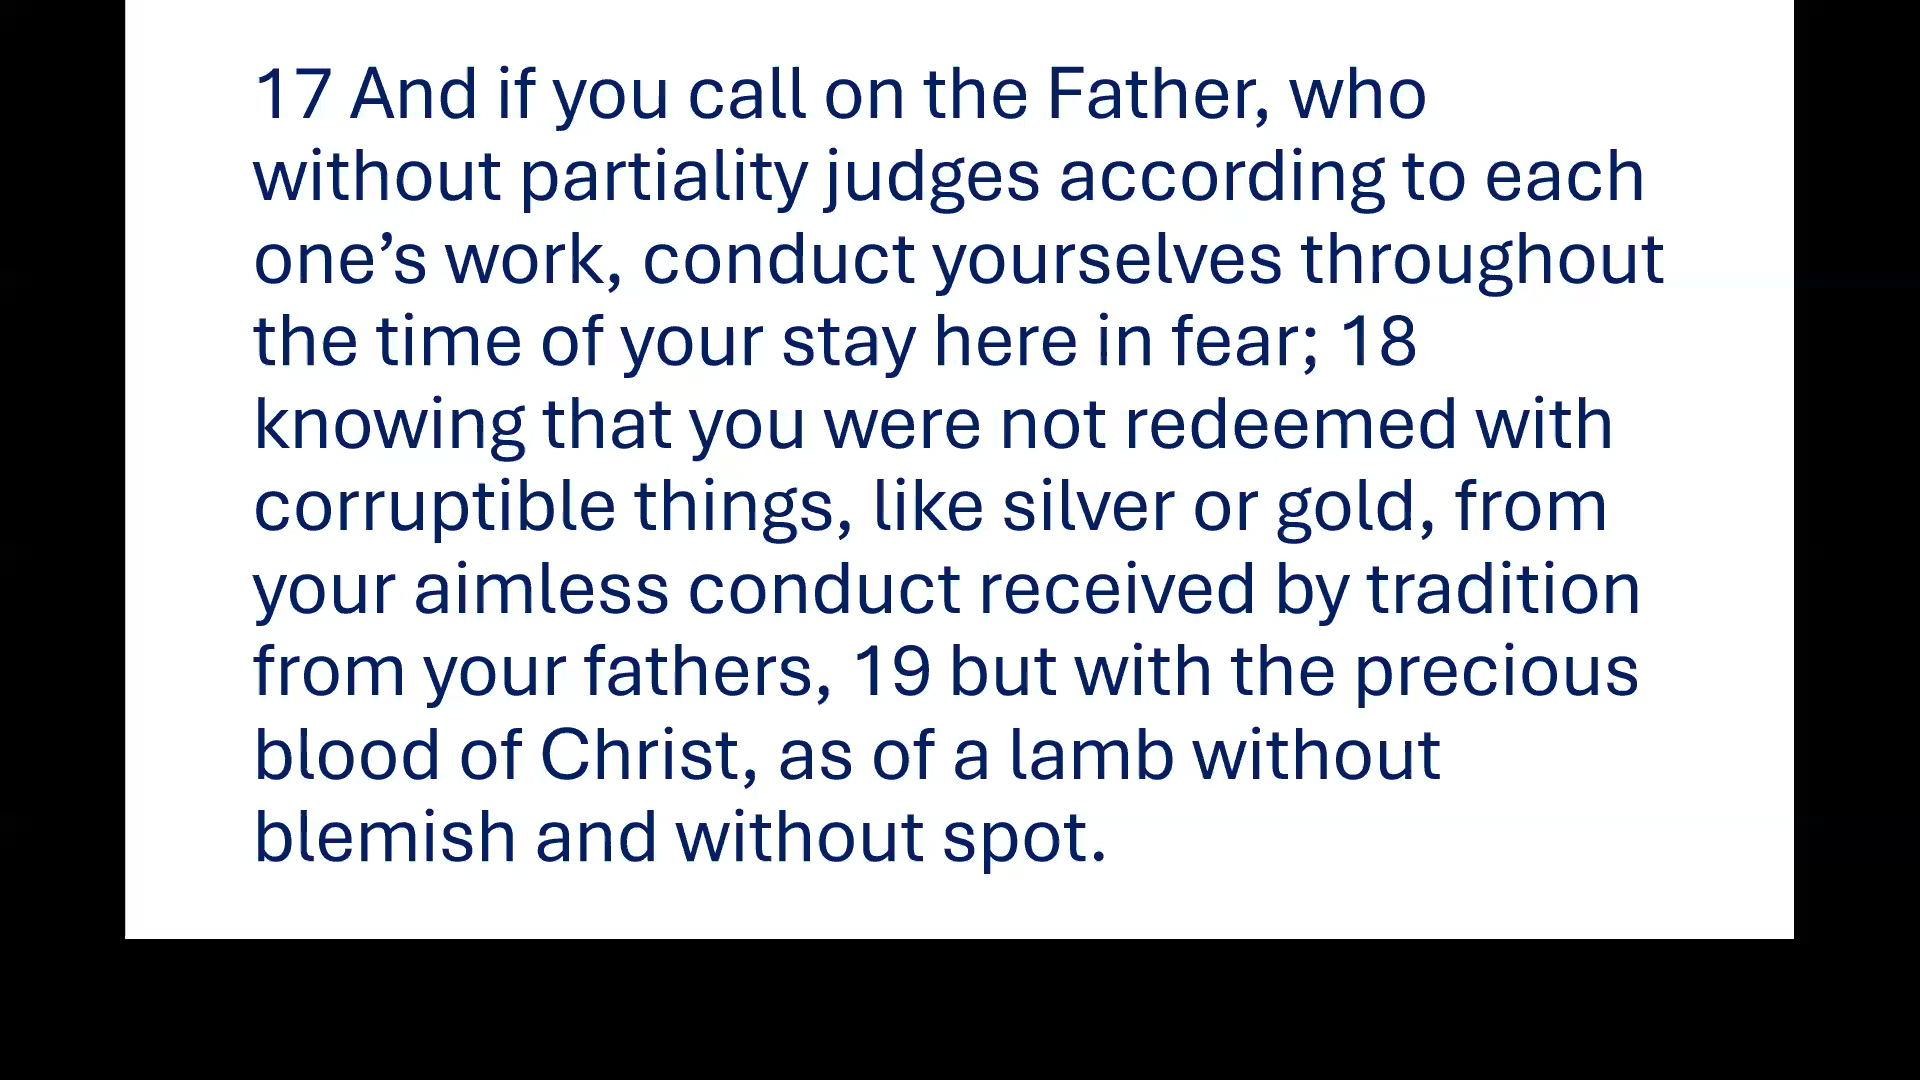 17 And if you call on the Father, who
without partiality judges according to each
one’s work, conduct yourselves throughout
the time of your stay here in fear; 18
knowing that you were not redeemed with
corruptible things, like silver or gold, from
your aimless conduct received by tradition
from your fathers, 19 but with the precious
blood of Christ, as of a lamb without
blemish and without spot.